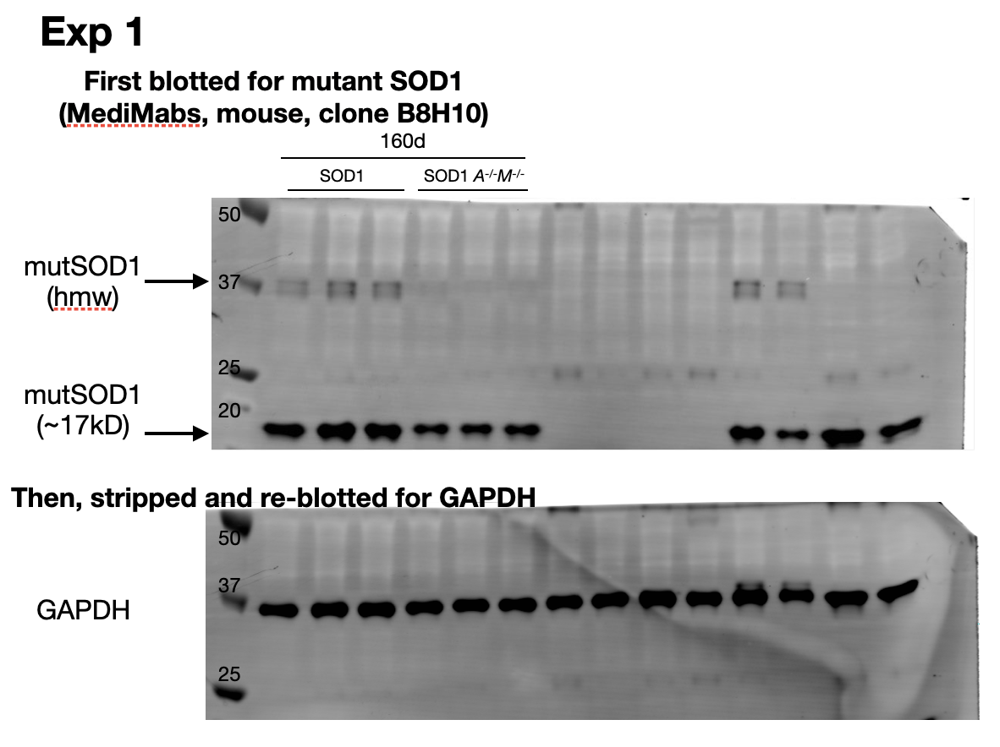 Exp 1
First blotted for mutant SOD1
(MediMabs, mouse, clone B8H10)
160d
SOD1 SOD1 A-/-M-/-
50
mutSOD1
(hmw)
37
25
mutSOD1
(~17kD)
20
Then, stripped and re-blotted for GAPDH
50
37
GAPDH
25